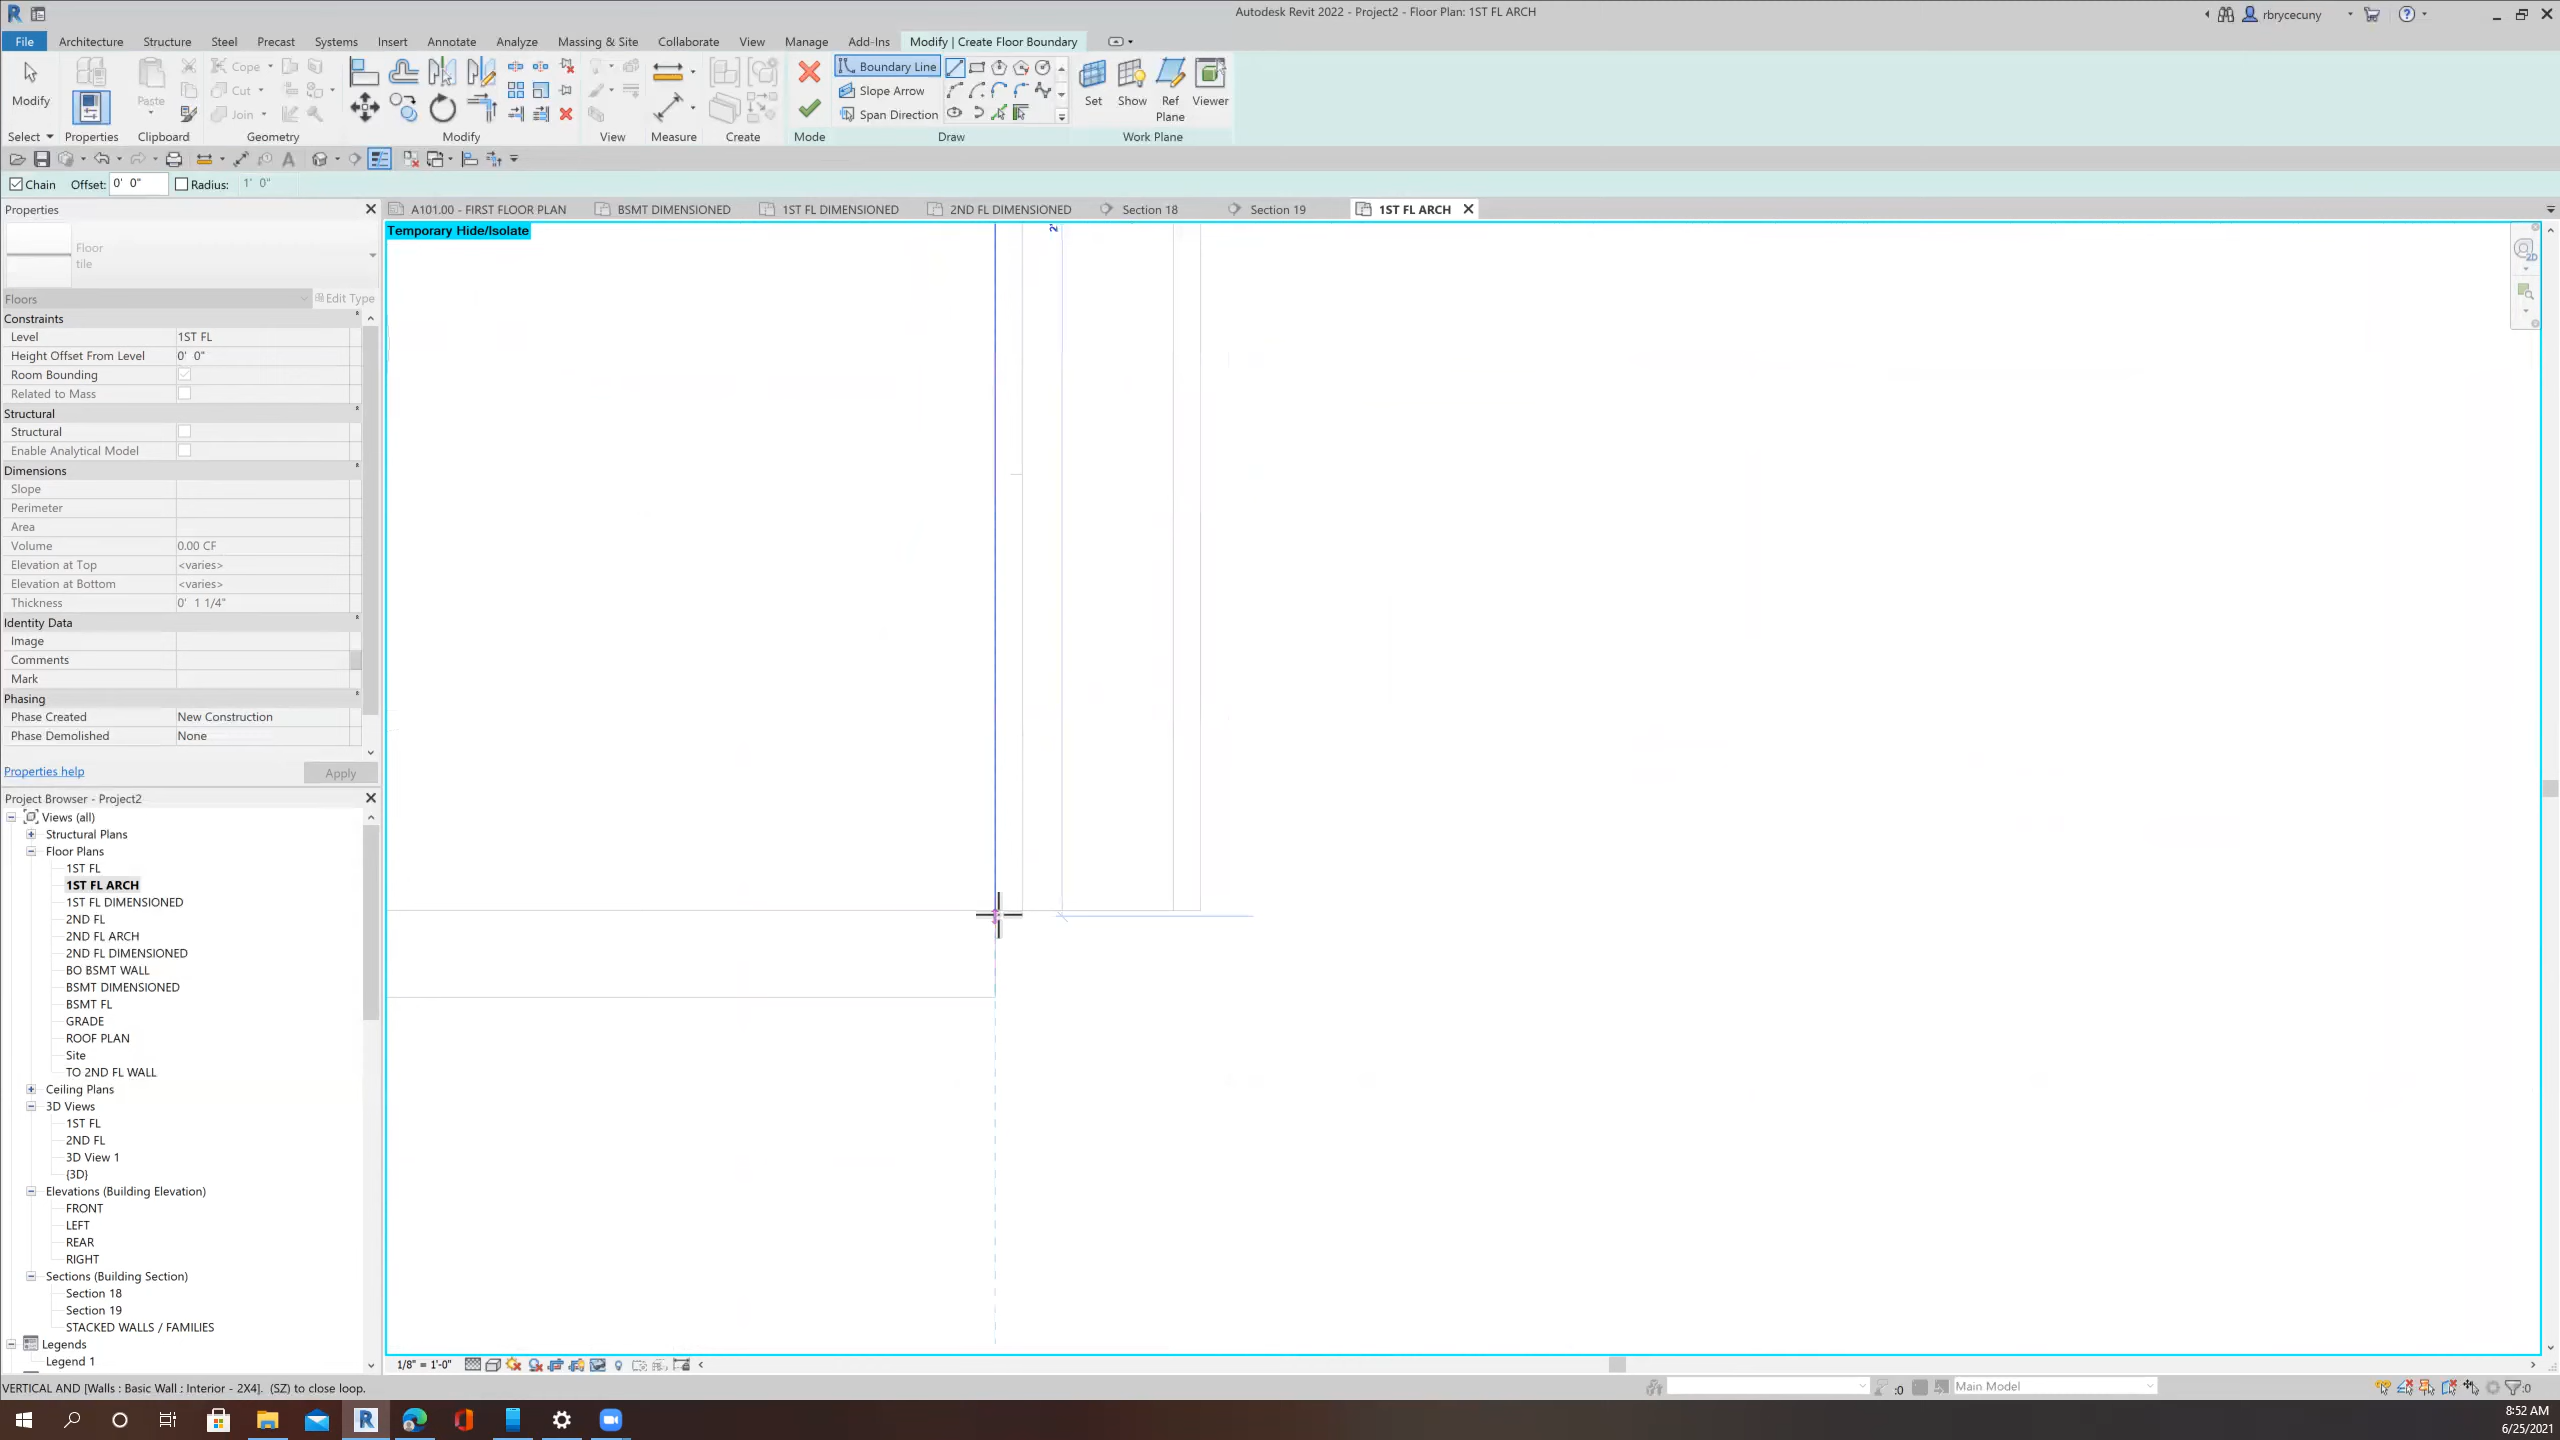 Autodesk Revit 2022 - Project2 - Floor Plan: 1ST FL ARCH
rbrycecuny
File Architecture Structure Steel Precast Systems Insert Annotate Analyze Massing & Site Collaborate View Manage Add-Ins Modify | Create Floor Boundary
Modify Paste Cope Cut Join Boundary Line Slope Arrow Span Direction Set Show Ref Plane Viewer
Select Properties Clipboard Geometry Modify View Measure Create Mode Draw Work Plane
Chain Offset: 0' 0" Radius: 1' 0"
Properties
A101.00 - FIRST FLOOR PLAN BSMT DIMENSIONED 1ST FL DIMENSIONED 2ND FL DIMENSIONED Section 18 Section 19 1ST FL ARCH
Temporary Hide/Isolate
2'
2D
Floor
tile
Floors Edit Type
Constraints
Level 1ST FL
Height Offset From Level 0' 0"
Room Bounding
Related to Mass
Structural
Structural
Enable Analytical Model
Dimensions
Slope
Perimeter
Area
Volume 0.00 CF
Elevation at Top <varies>
Elevation at Bottom <varies>
Thickness 0' 1 1/4"
Identity Data
Image
Comments
Mark
Phasing
Phase Created New Construction
Phase Demolished None
Properties help Apply
Project Browser - Project2
Views (all)
Structural Plans
Floor Plans
1ST FL
1ST FL ARCH
1ST FL DIMENSIONED
2ND FL
2ND FL ARCH
2ND FL DIMENSIONED
BO BSMT WALL
BSMT DIMENSIONED
BSMT FL
GRADE
ROOF PLAN
Site
TO 2ND FL WALL
Ceiling Plans
3D Views
1ST FL
2ND FL
3D View 1
{3D}
Elevations (Building Elevation)
FRONT
LEFT
REAR
RIGHT
Sections (Building Section)
Section 18
Section 19
STACKED WALLS / FAMILIES
Legends
Legend 1
1/8" = 1'-0"
VERTICAL AND [Walls : Basic Wall : Interior - 2X4]. (SZ) to close loop.
:0 Main Model :0
8:52 AM
6/25/2021